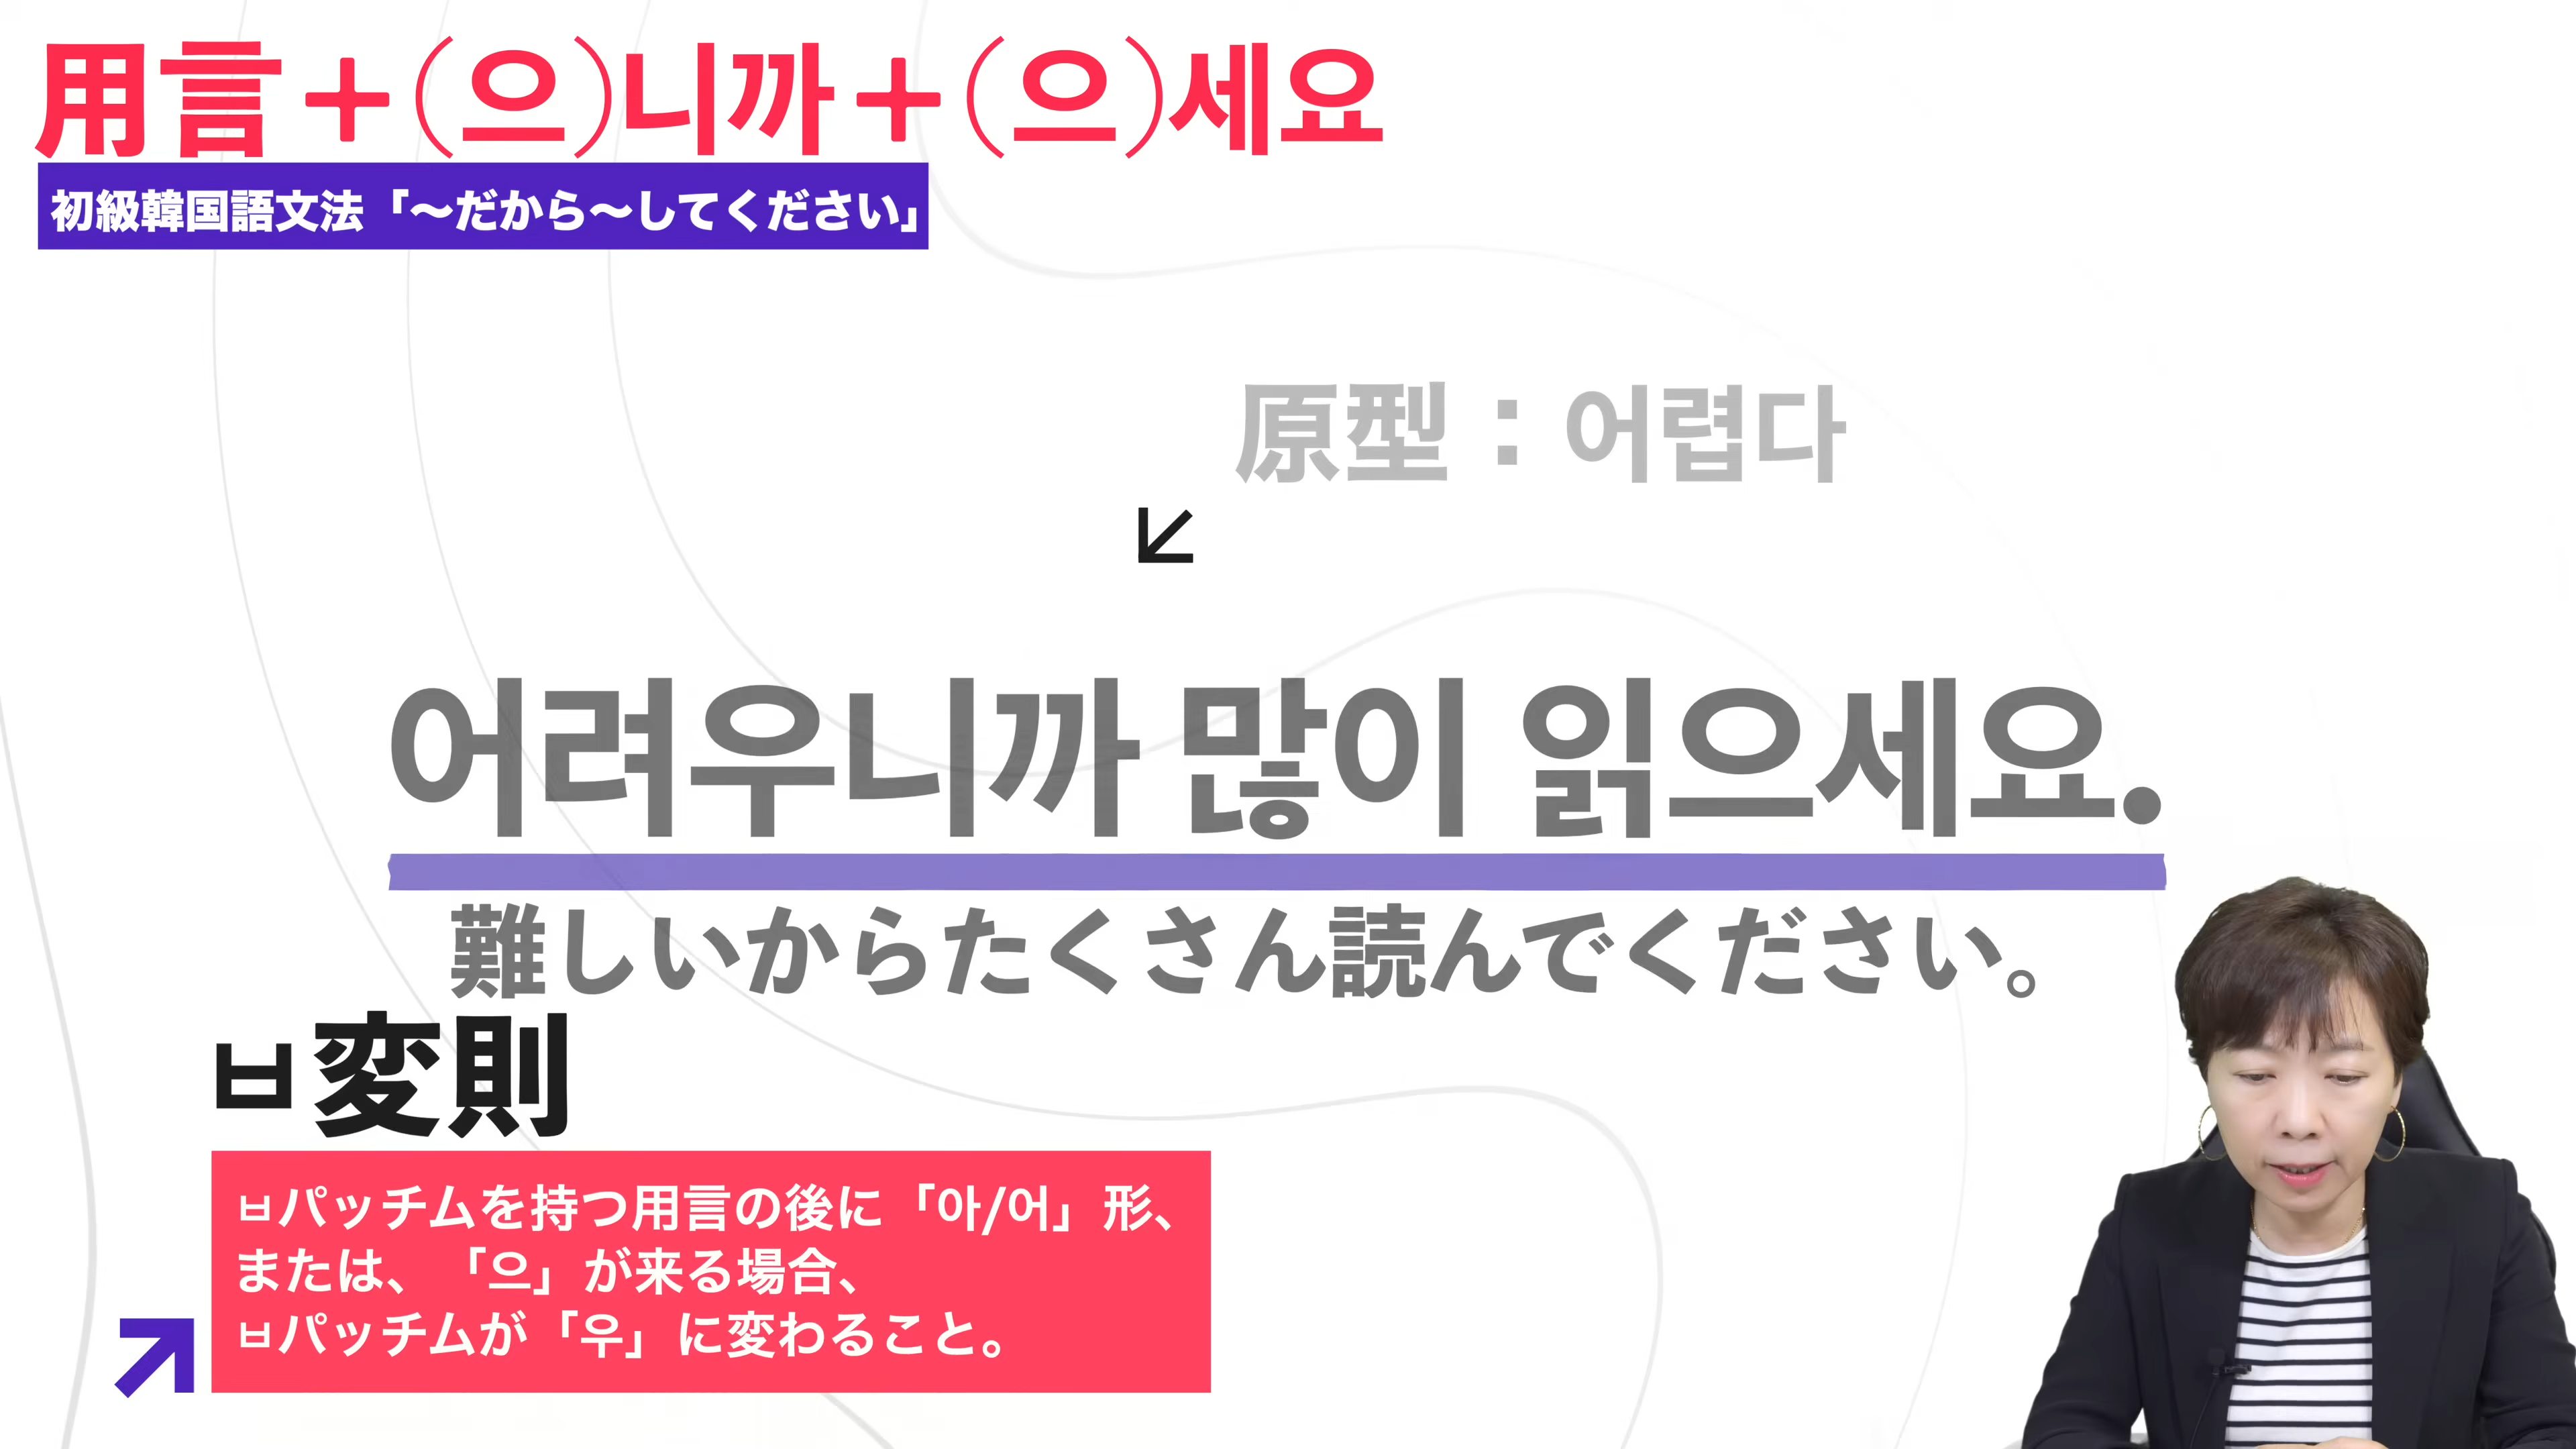 用言＋(으)니까＋(으)세요
初級韓国語文法「〜だから〜してください」
原型：어렵다
어려우니까 많이 읽으세요.
難しいからたくさん読んでください。
ㅂ変則
ㅂパッチムを持つ用言の後に「아/어」形、
または、「으」が来る場合、
ㅂパッチムが「우」に変わること。